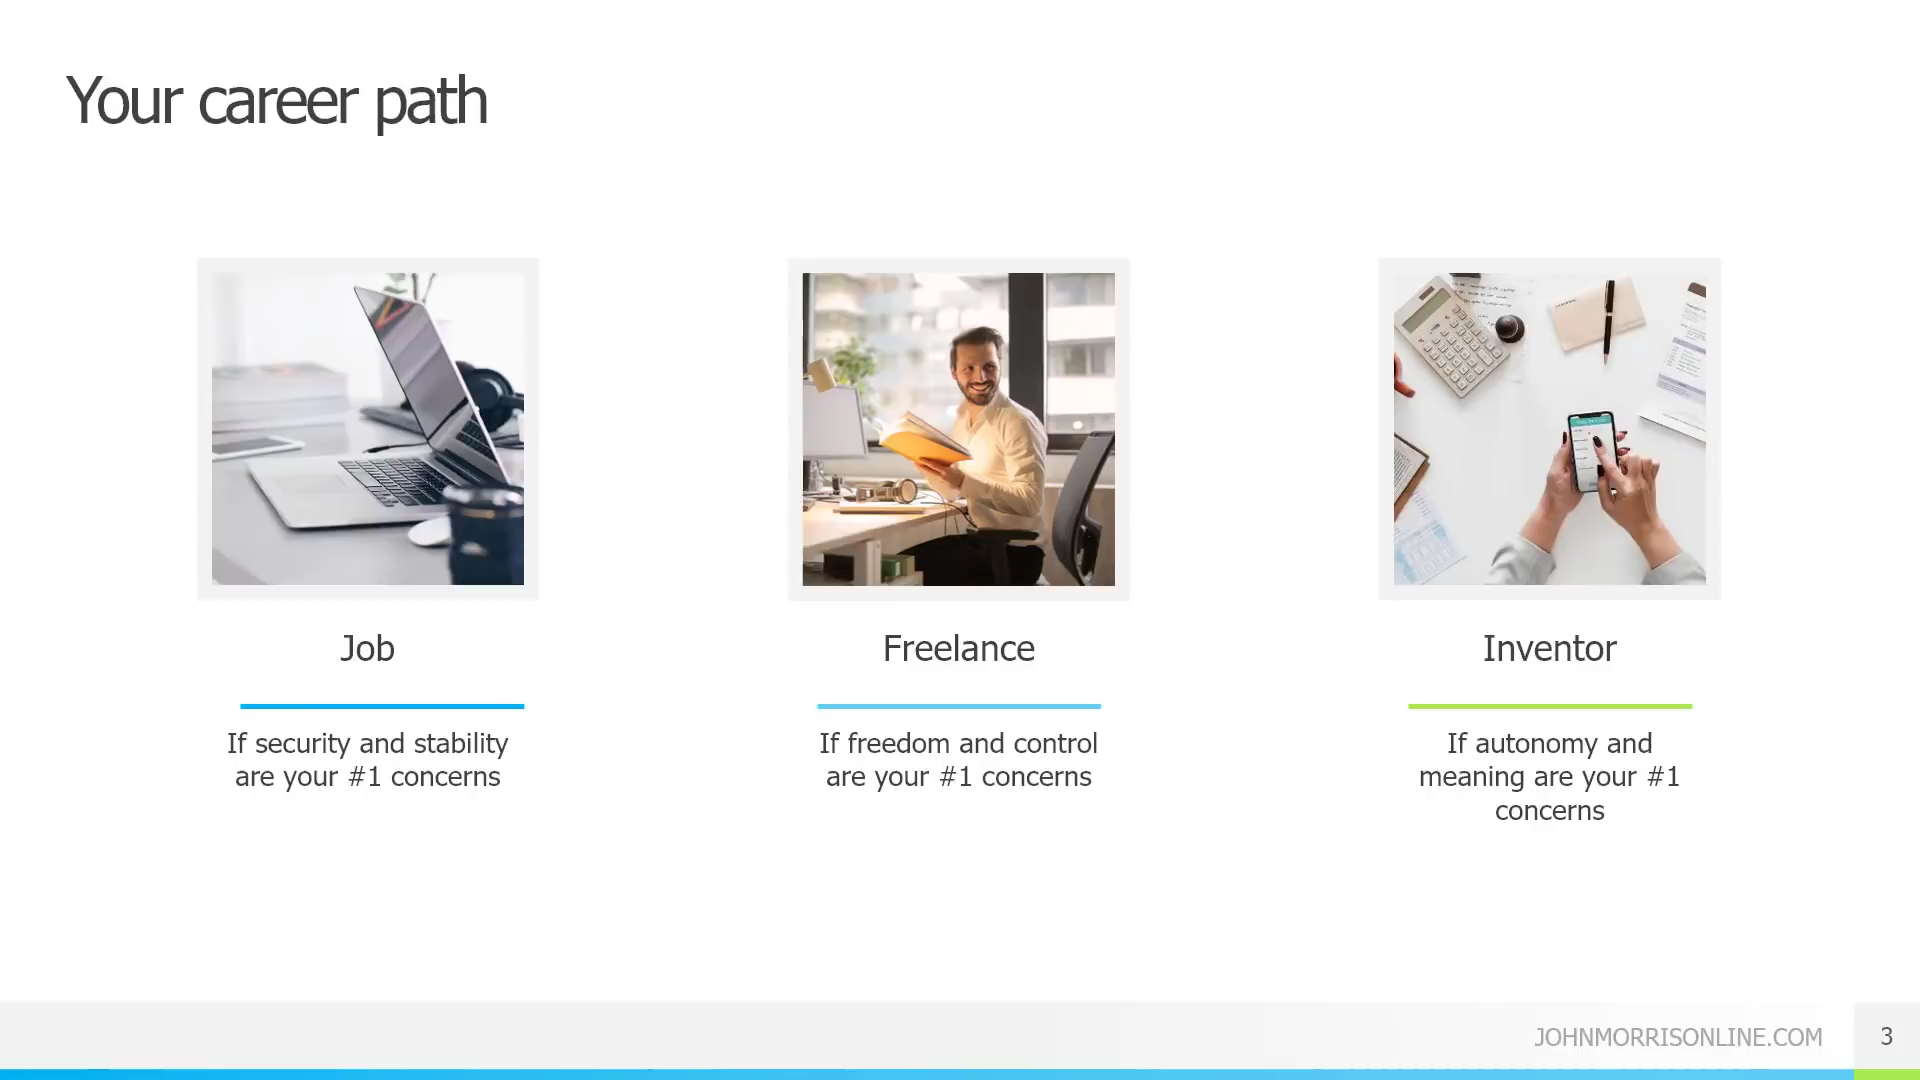 Your career path
Job
Freelance
Inventor
If security and stability
are your #1 concerns
If freedom and control
are your #1 concerns
If autonomy and
meaning are your #1
concerns
JOHNMORRISONLINE.COM
3